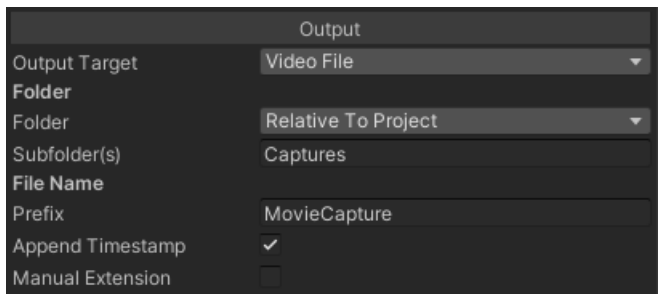 Output
Output Target Video File
Folder
Folder Relative To Project
Subfolder(s) Captures
File Name
Prefix MovieCapture
Append Timestamp
Manual Extension